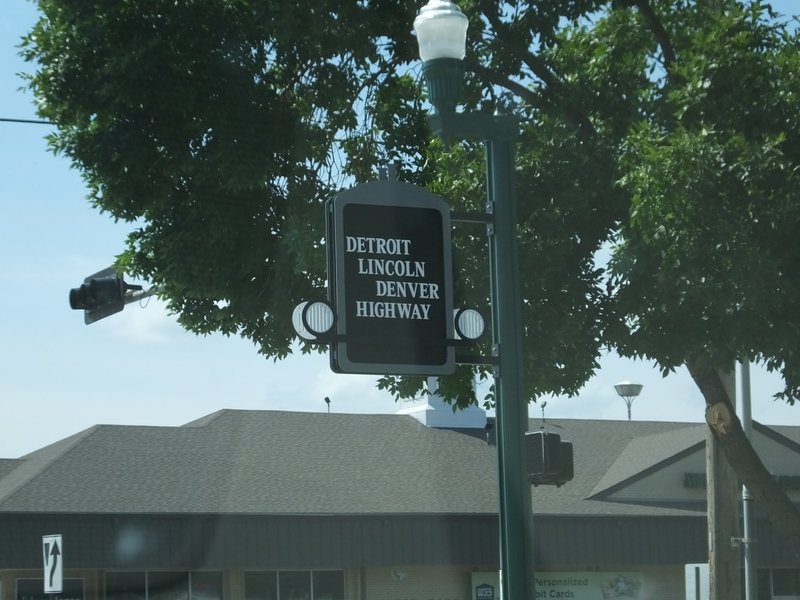 DETROIT
LINCOLN
DENVER
HIGHWAY
Personalized
bit Cards